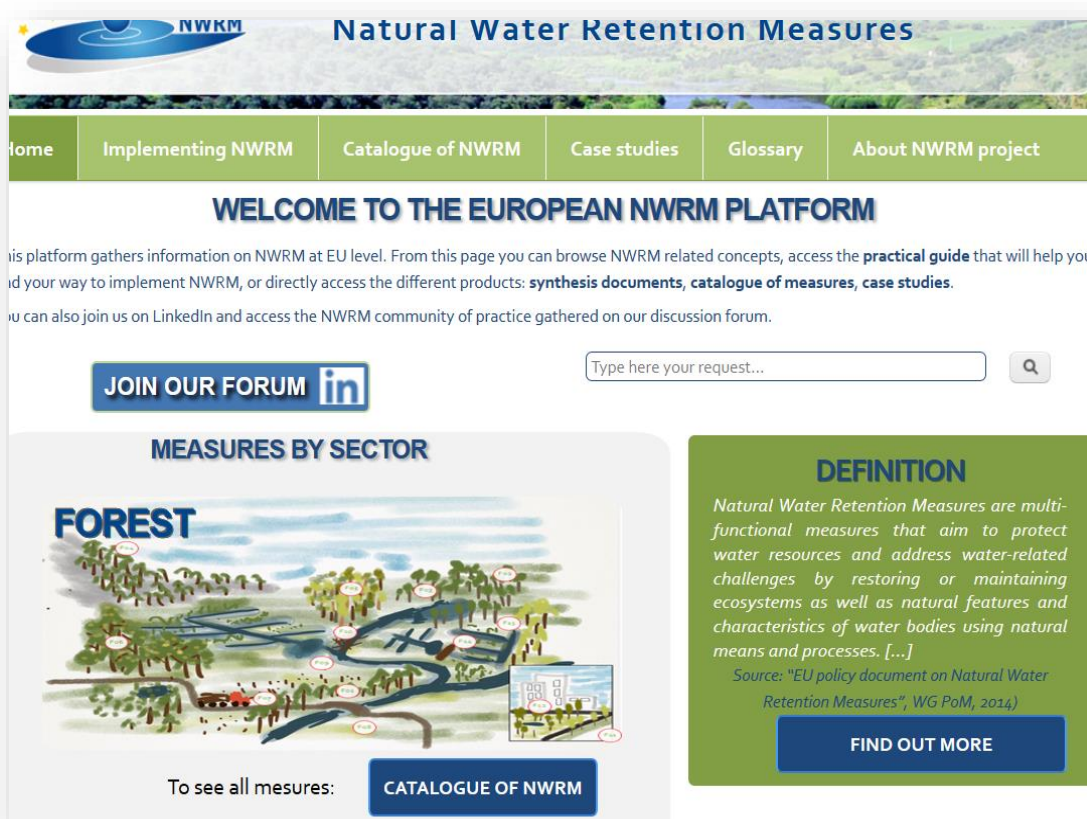 NWRM
Natural Water Retention Measures
Home
Implementing NWRM
Catalogue of NWRM
Case studies
Glossary
About NWRM project
WELCOME TO THE EUROPEAN NWRM PLATFORM
is platform gathers information on NWRM at EU level. From this page you can browse NWRM related concepts, access the practical guide that will help you
d your way to implement NWRM, or directly access the different products: synthesis documents, catalogue of measures, case studies.
u can also join us on LinkedIn and access the NWRM community of practice gathered on our discussion forum.
JOIN OUR FORUM in
Type here your request...
MEASURES BY SECTOR
FOREST
To see all mesures:
CATALOGUE OF NWRM
DEFINITION
Natural Water Retention Measures are multi-
functional measures that aim to protect
water resources and address water-related
challenges by restoring or maintaining
ecosystems as well as natural features and
characteristics of water bodies using natural
means and processes. [...]
Source: "EU policy document on Natural Water
Retention Measures", WG PoM, 2014)
FIND OUT MORE